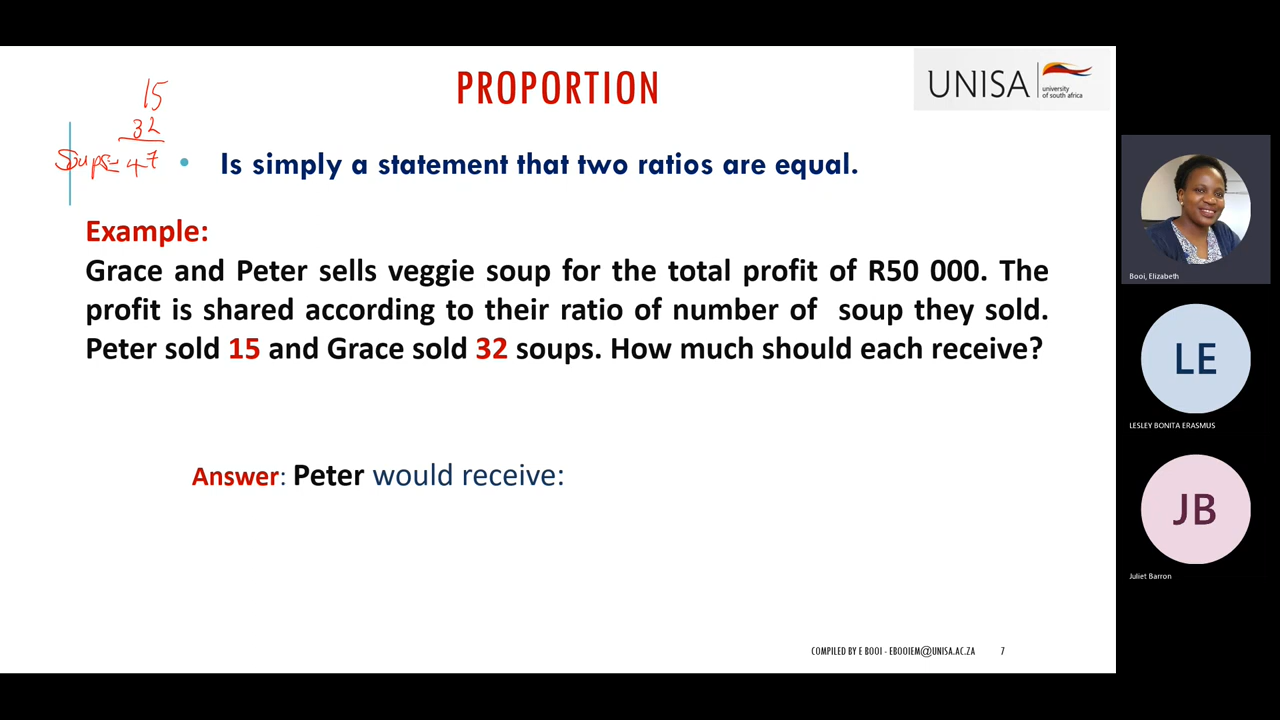 PROPORTION
UNISA
university
of south africa
15
32
Soups= 47
• Is simply a statement that two ratios are equal.
Example:
Grace and Peter sells veggie soup for the total profit of R50 000. The
profit is shared according to their ratio of number of soup they sold.
Peter sold 15 and Grace sold 32 soups. How much should each receive?
Answer: Peter would receive:
COMPILED BY E BOOI - EBOOIEM@UNISA.AC.ZA 7
Booi, Elizabeth
LE
LESLEY BONITA ERASMUS
JB
Juliet Barron